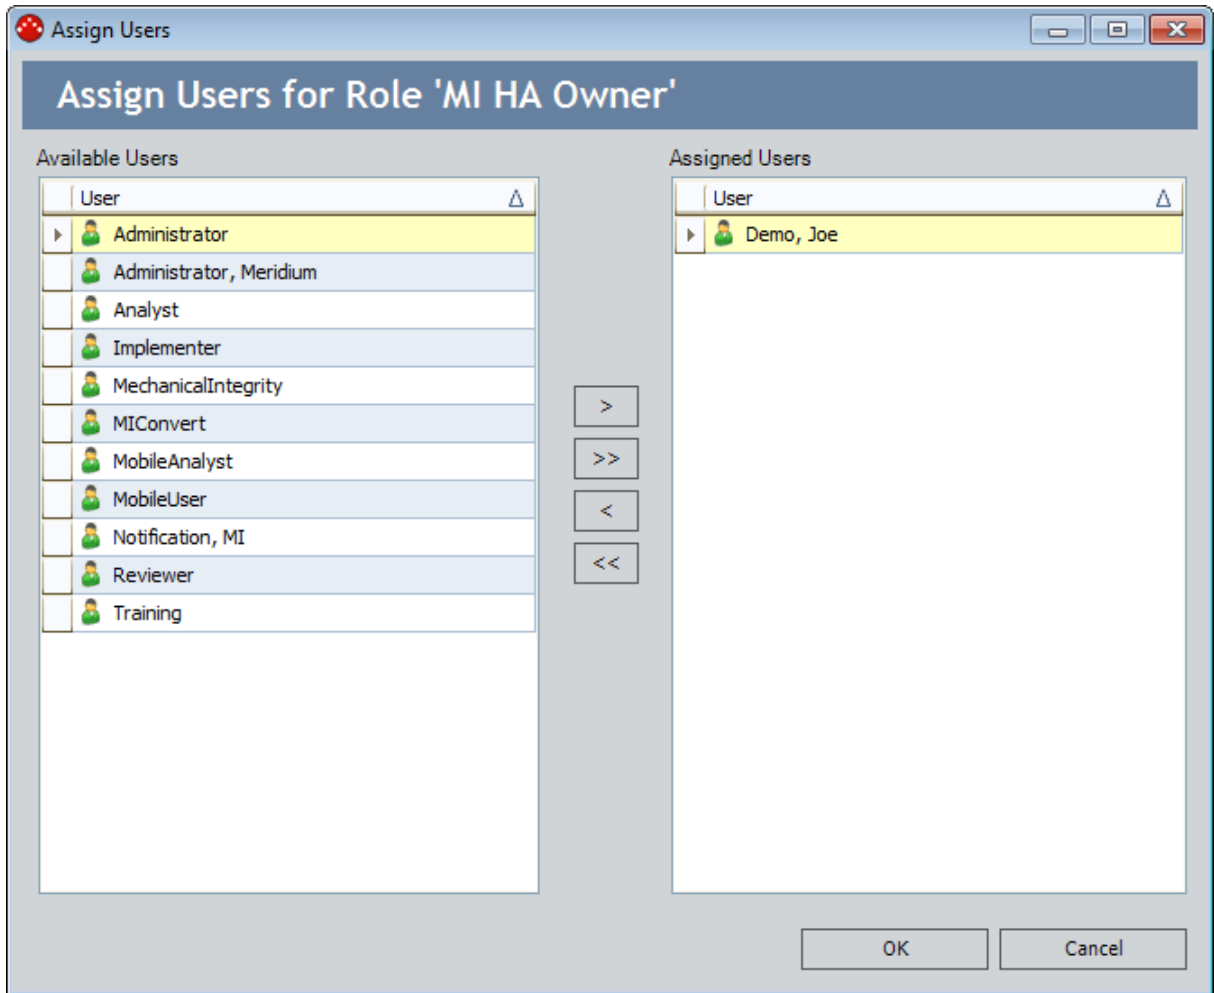 Assign Users
Assign Users for Role 'MI HA Owner'
Available Users
User
Administrator
Administrator, Meridium
Analyst
Implementer
MechanicalIntegrity
MIConvert
MobileAnalyst
MobileUser
Notification, MI
Reviewer
Training
>
>>
<
<<
Assigned Users
User
Demo, Joe
OK
Cancel